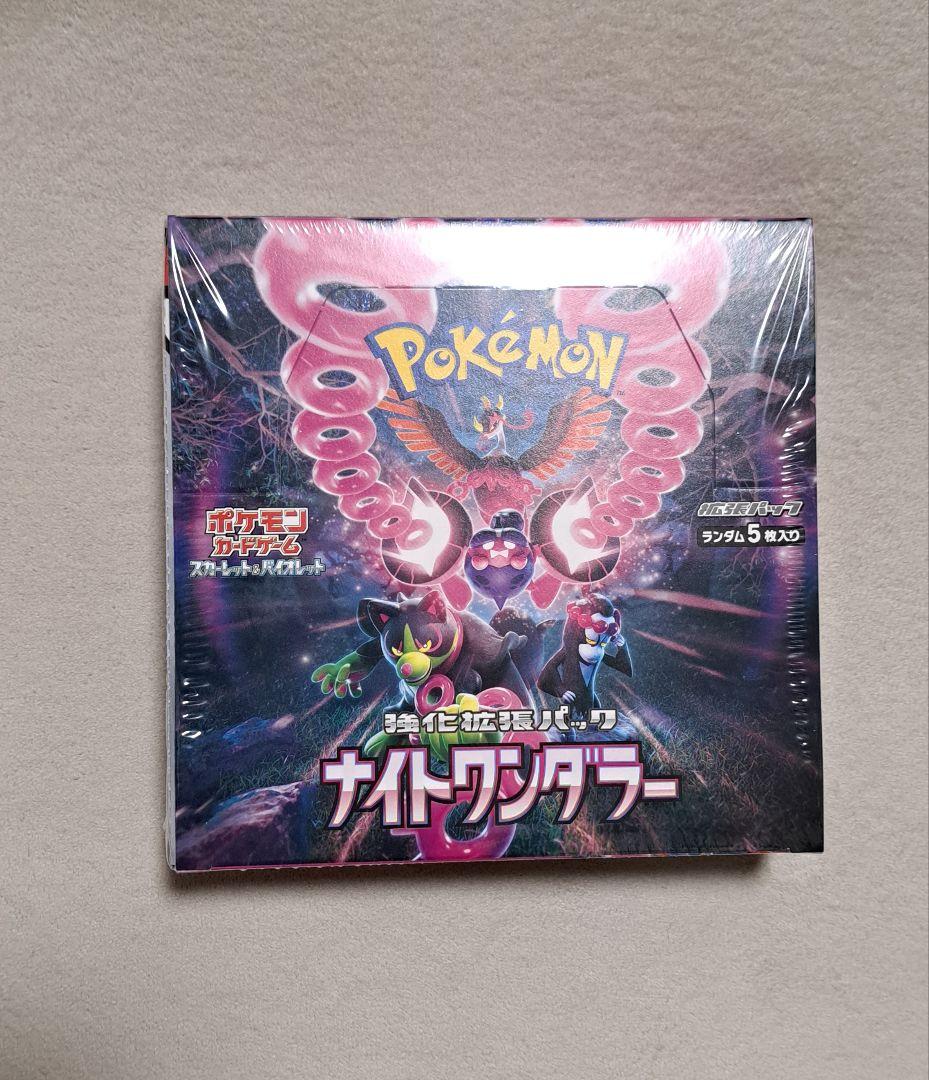 POKéMON
TM
ポケモン
カードゲーム
スカーレット&バイオレット
拡張パック
ランダム5枚入り
強化拡張パック
ナイトワンダラー